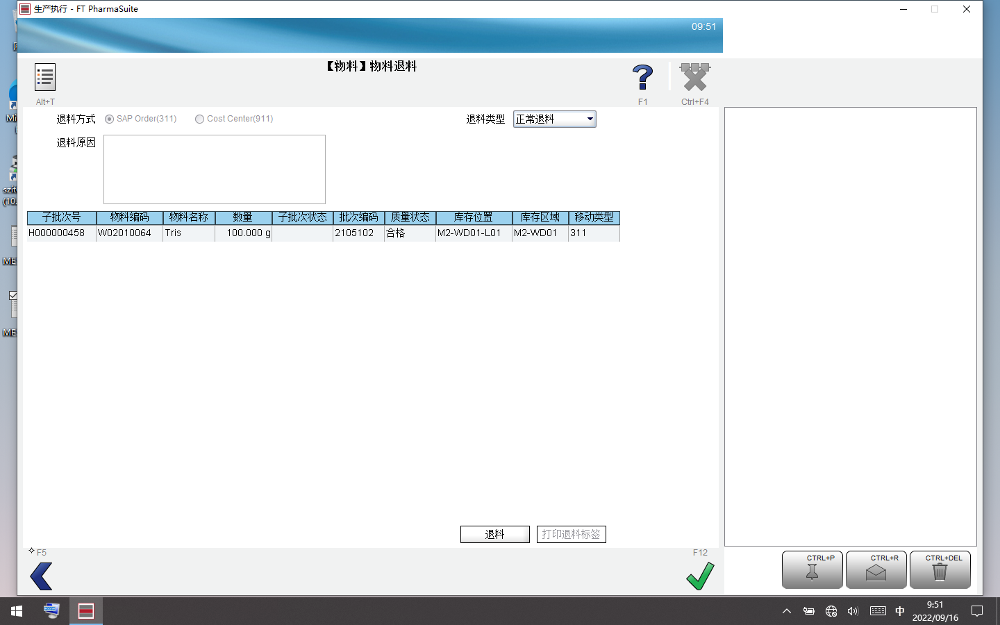 生产执行 - FT PharmaSuite
09:51
【物料】物料退料
Alt+T
F1
Ctrl+F4
退料方式
SAP Order(311)
Cost Center(911)
退料类型
正常退料
退料原因
子批次号 物料编码 物料名称 数量 子批次状态 批次编码 质量状态 库存位置 库存区域 移动类型
H000000458 W02010064 Tris 100.000 g 2105102 合格 M2-WD01-L01 M2-WD01 311
退料
打印退料标签
F5
F12
CTRL+P
CTRL+R
CTRL+DEL
Mi
szit
(10.
ME
ME
中
9:51
2022/09/16